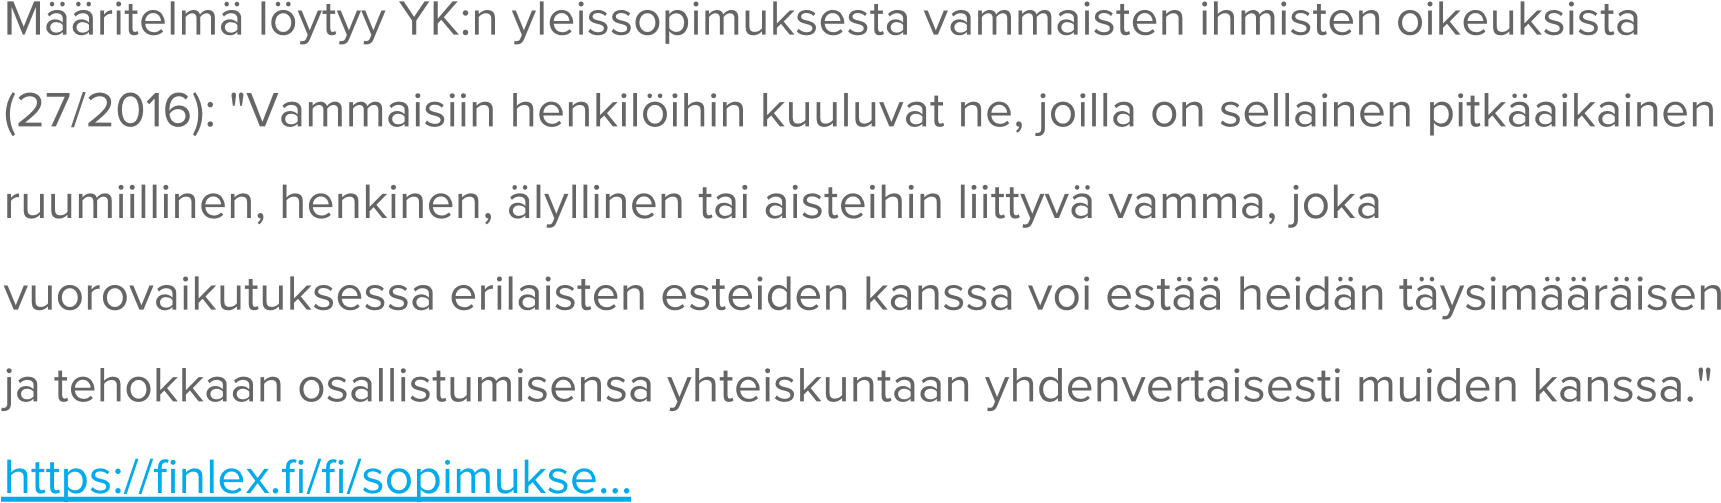 Määritelmä löytyy YK:n yleissopimuksesta vammaisten ihmisten oikeuksista
(27/2016): "Vammaisiin henkilöihin kuuluvat ne, joilla on sellainen pitkäaikainen
ruumiillinen, henkinen, älyllinen tai aisteihin liittyvä vamma, joka
vuorovaikutuksessa erilaisten esteiden kanssa voi estää heidän täysimääräisen
ja tehokkaan osallistumisensa yhteiskuntaan yhdenvertaisesti muiden kanssa."
https://finlex.fi/fi/sopimukse...